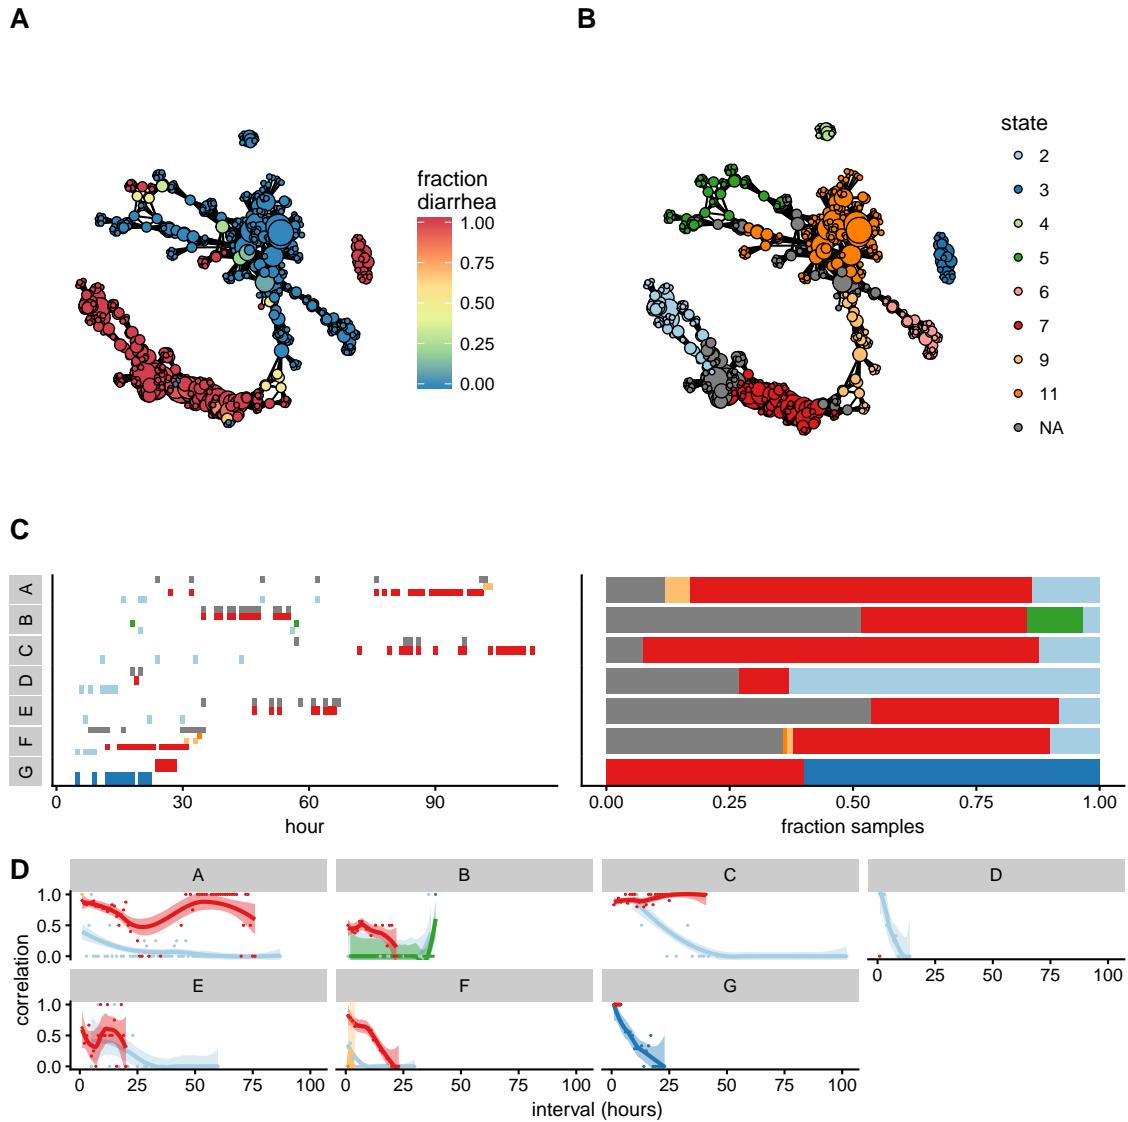 A
B
fraction
diarrhea
1.00
0.75
0.50
0.25
0.00
state
2
3
4
5
6
7
9
11
NA
C
A
B
C
D
E
F
G
0 30 60 90
hour
0.00 0.25 0.50 0.75 1.00
fraction samples
D
A B C D
1.0
0.5
0.0
0 25 50 75 100
E F G
1.0
0.5
0.0
correlation
0 25 50 75 100 0 25 50 75 100 0 25 50 75 100
interval (hours)